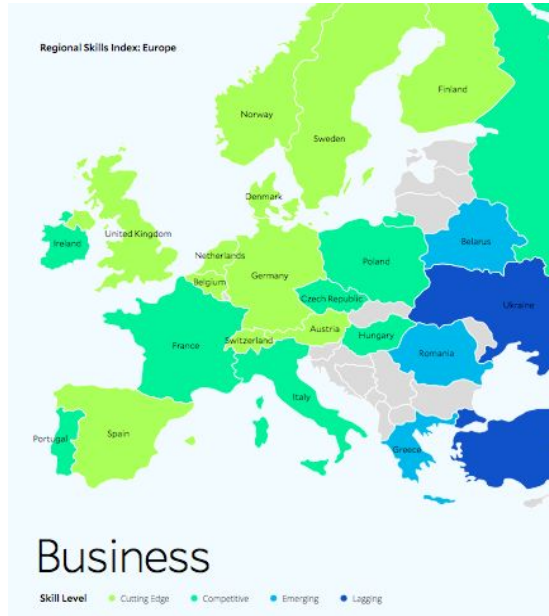 Regional Skills Index: Europe
Finland
Norway
Sweden
Denmark
United Kingdom
Ireland
Netherlands
Belgium
Germany
Poland
Belarus
Czech Republic
Ukraine
France
Switzerland
Austria
Hungary
Romania
Italy
Portugal
Spain
Greece
Business
Skill Level Cutting Edge Competitive Emerging Lagging